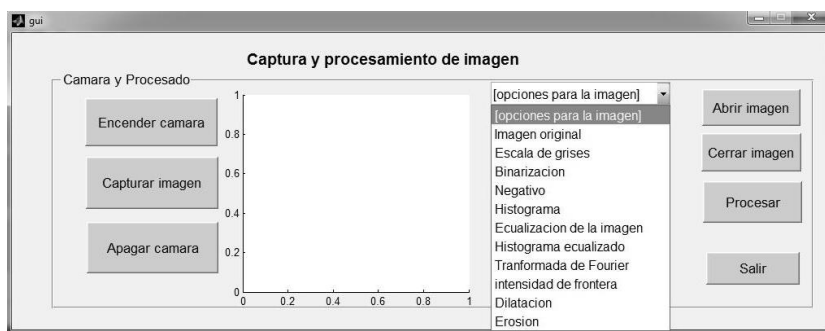 gui
Captura y procesamiento de imagen
Camara y Procesado
Encender camara
Capturar imagen
Apagar camara
1
0.8
0.6
0.4
0.2
0
0 0.2 0.4 0.6 0.8 1
[opciones para la imagen]
[opciones para la imagen]
Imagen original
Escala de grises
Binarizacion
Negativo
Histograma
Ecualizacion de la imagen
Histograma ecualizado
Tranformada de Fourier
intensidad de frontera
Dilatacion
Erosion
Abrir imagen
Cerrar imagen
Procesar
Salir